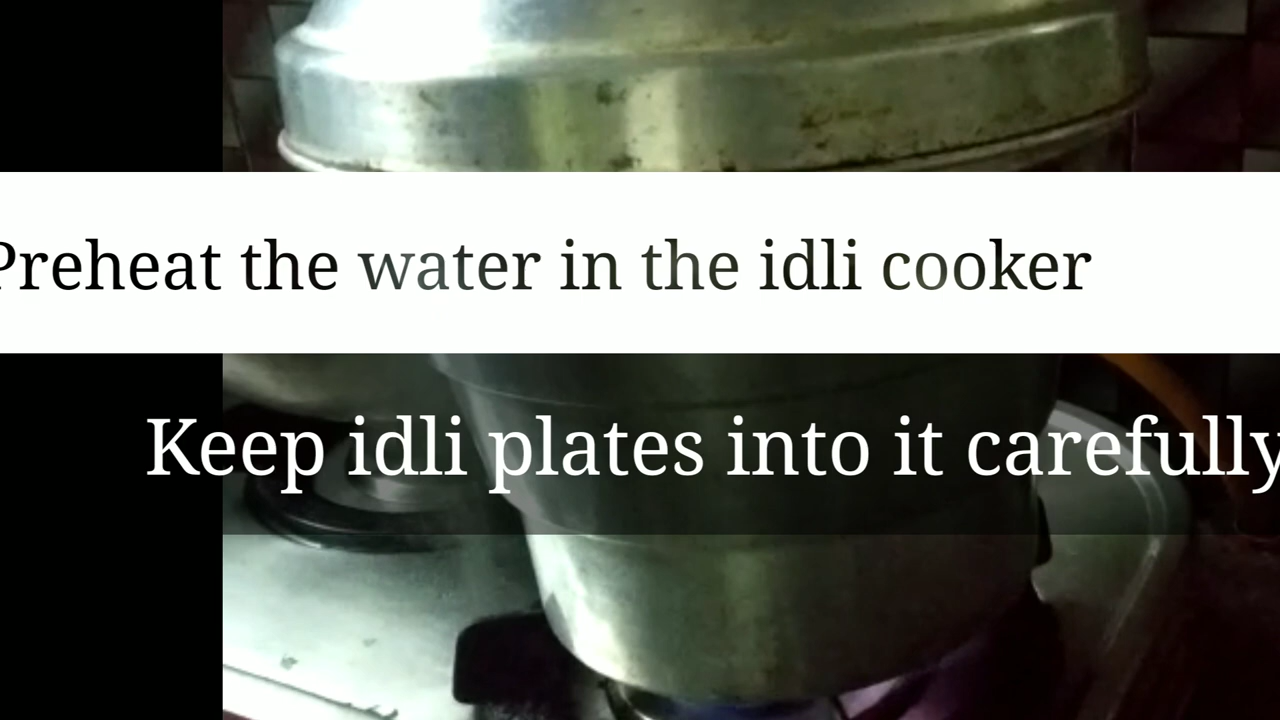 Preheat the water in the idli cooker
Keep idli plates into it carefully